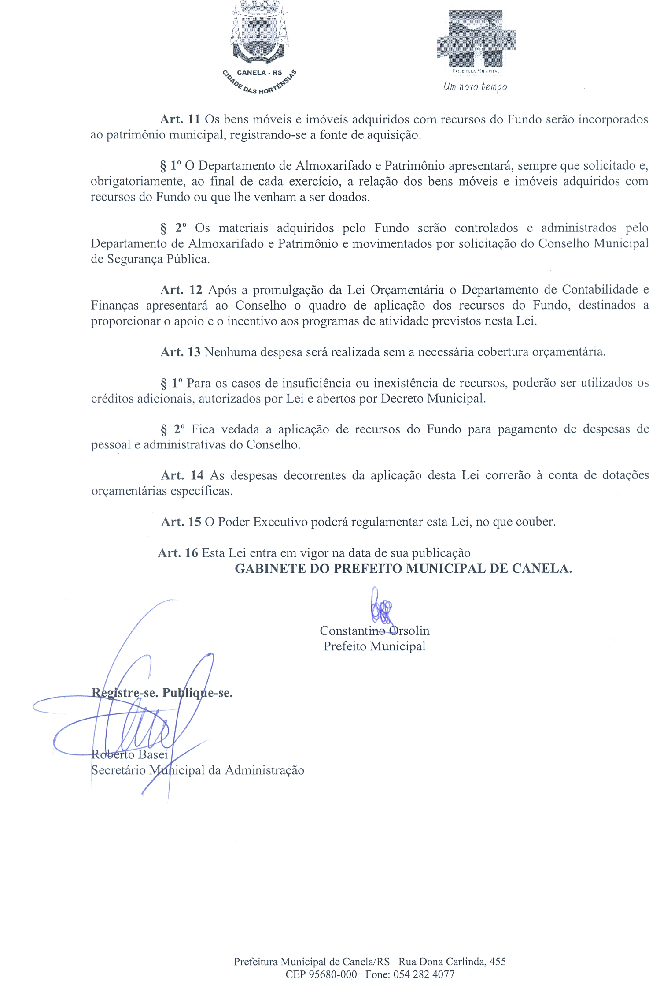 CANELA - RS
CIDADE DAS HORTÊNSIAS
CANELA
PREFEITURA MUNICIPAL
Um novo tempo
Art. 11 Os bens móveis e imóveis adquiridos com recursos do Fundo serão incorporados
ao patrimônio municipal, registrando-se a fonte de aquisição.
§ 1º O Departamento de Almoxarifado e Patrimônio apresentará, sempre que solicitado e,
obrigatoriamente, ao final de cada exercício, a relação dos bens móveis e imóveis adquiridos com
recursos do Fundo ou que lhe venham a ser doados.
§ 2º Os materiais adquiridos pelo Fundo serão controlados e administrados pelo
Departamento de Almoxarifado e Patrimônio e movimentados por solicitação do Conselho Municipal
de Segurança Pública.
Art. 12 Após a promulgação da Lei Orçamentária o Departamento de Contabilidade e
Finanças apresentará ao Conselho o quadro de aplicação dos recursos do Fundo, destinados a
proporcionar o apoio e o incentivo aos programas de atividade previstos nesta Lei.
Art. 13 Nenhuma despesa será realizada sem a necessária cobertura orçamentária.
§ 1º Para os casos de insuficiência ou inexistência de recursos, poderão ser utilizados os
créditos adicionais, autorizados por Lei e abertos por Decreto Municipal.
§ 2º Fica vedada a aplicação de recursos do Fundo para pagamento de despesas de
pessoal e administrativas do Conselho.
Art. 14 As despesas decorrentes da aplicação desta Lei correrão à conta de dotações
orçamentárias específicas.
Art. 15 O Poder Executivo poderá regulamentar esta Lei, no que couber.
Art. 16 Esta Lei entra em vigor na data de sua publicação
GABINETE DO PREFEITO MUNICIPAL DE CANELA.
Constantino Orsolin
Prefeito Municipal
Registre-se. Publique-se.
Roberto Basei
Secretário Municipal da Administração
Prefeitura Municipal de Canela/RS Rua Dona Carlinda, 455
CEP 95680-000 Fone: 054 282 4077